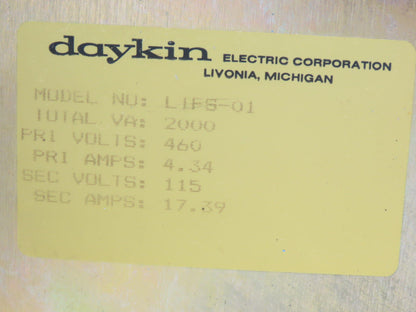 daykin ELECTRIC CORPORATION
LIVONIA, MICHIGAN
MODEL NU: LIFS-01
TOTAL VA: 2000
PRI VOLTS: 460
PRI AMPS: 4.34
SEC VOLTS: 115
SEC AMPS: 17.39